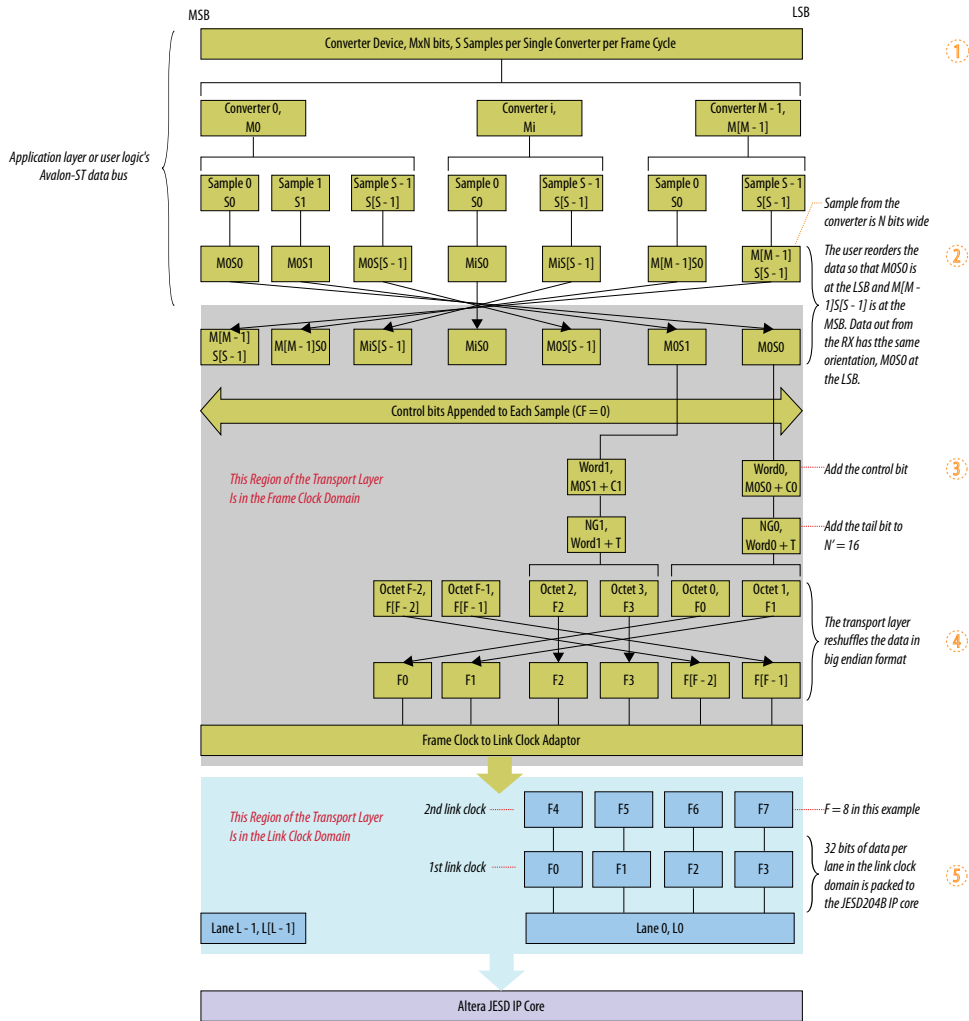 MSB
LSB
Converter Device, MxN bits, S Samples per Single Converter per Frame Cycle
1
Converter 0,
M0
Converter i,
Mi
Converter M - 1,
M[M - 1]
Application layer or user logic's
Avalon-ST data bus
Sample 0
S0
Sample 1
S1
Sample S - 1
S[S - 1]
Sample 0
S0
Sample S - 1
S[S - 1]
Sample 0
S0
Sample S - 1
S[S - 1]
Sample from the
converter is N bits wide
M0S0
M0S1
M0S[S - 1]
MiS0
MiS[S - 1]
M[M - 1]S0
M[M - 1]
S[S - 1]
2
The user reorders the
data so that M0S0 is
at the LSB and M[M -
1]S[S - 1] is at the
MSB. Data out from
the RX has tthe same
orientation, M0S0 at
the LSB.
M[M - 1]
S[S - 1]
M[M - 1]S0
MiS[S - 1]
MiS0
M0S[S - 1]
M0S1
M0S0
Control bits Appended to Each Sample (CF = 0)
This Region of the Transport Layer
Is in the Frame Clock Domain
Word1,
M0S1 + C1
Word0,
M0S0 + C0
Add the control bit
3
NG1,
Word1 + T
NG0,
Word0 + T
Add the tail bit to
N' = 16
Octet F-2,
F[F - 2]
Octet F-1,
F[F - 1]
Octet 2,
F2
Octet 3,
F3
Octet 0,
F0
Octet 1,
F1
The transport layer
reshuffles the data in
big endian format
4
F0
F1
F2
F3
F[F - 2]
F[F - 1]
Frame Clock to Link Clock Adaptor
This Region of the Transport Layer
Is in the Link Clock Domain
2nd link clock
F4
F5
F6
F7
F = 8 in this example
1st link clock
F0
F1
F2
F3
32 bits of data per
lane in the link clock
domain is packed to
the JESD204B IP core
5
Lane L - 1, L[L - 1]
Lane 0, L0
Altera JESD IP Core